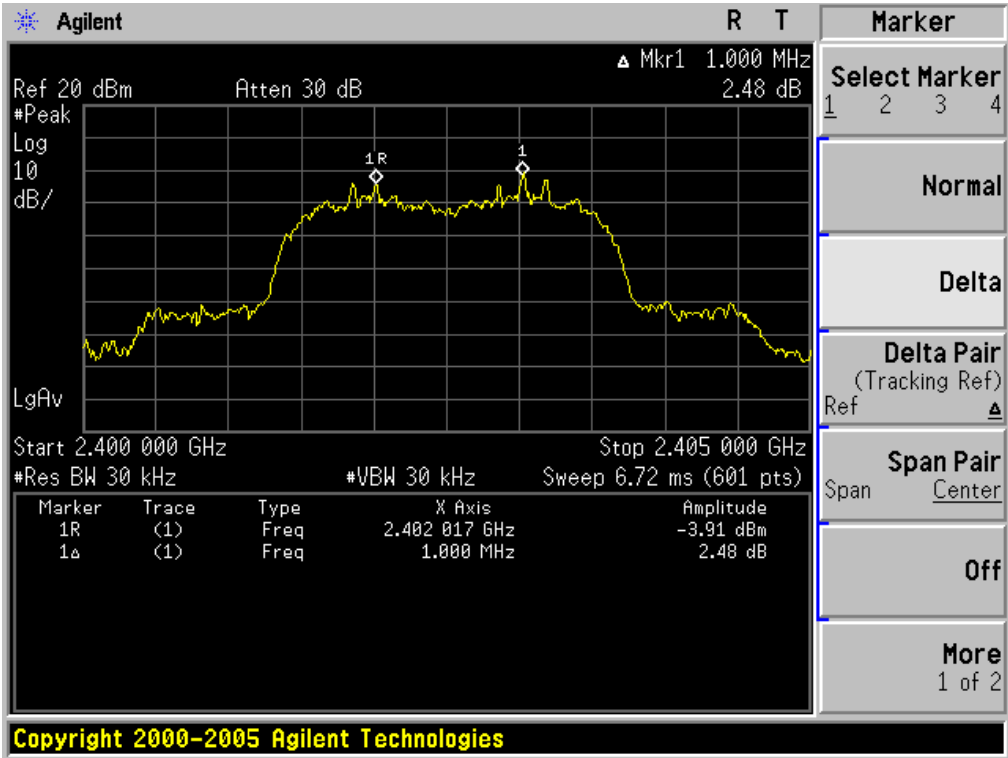 Agilent R T
Δ Mkr1 1.000 MHz
Ref 20 dBm Atten 30 dB 2.48 dB
#Peak
Log
10
dB/
1R
1
LgAv
Start 2.400 000 GHz Stop 2.405 000 GHz
#Res BW 30 kHz #VBW 30 kHz Sweep 6.72 ms (601 pts)
Marker Trace Type X Axis Amplitude
1R (1) Freq 2.402 017 GHz -3.91 dBm
1Δ (1) Freq 1.000 MHz 2.48 dB
Copyright 2000-2005 Agilent Technologies
Marker
Select Marker
1 2 3 4
Normal
Delta
Delta Pair
(Tracking Ref)
Ref Δ
Span Pair
Span Center
Off
More
1 of 2